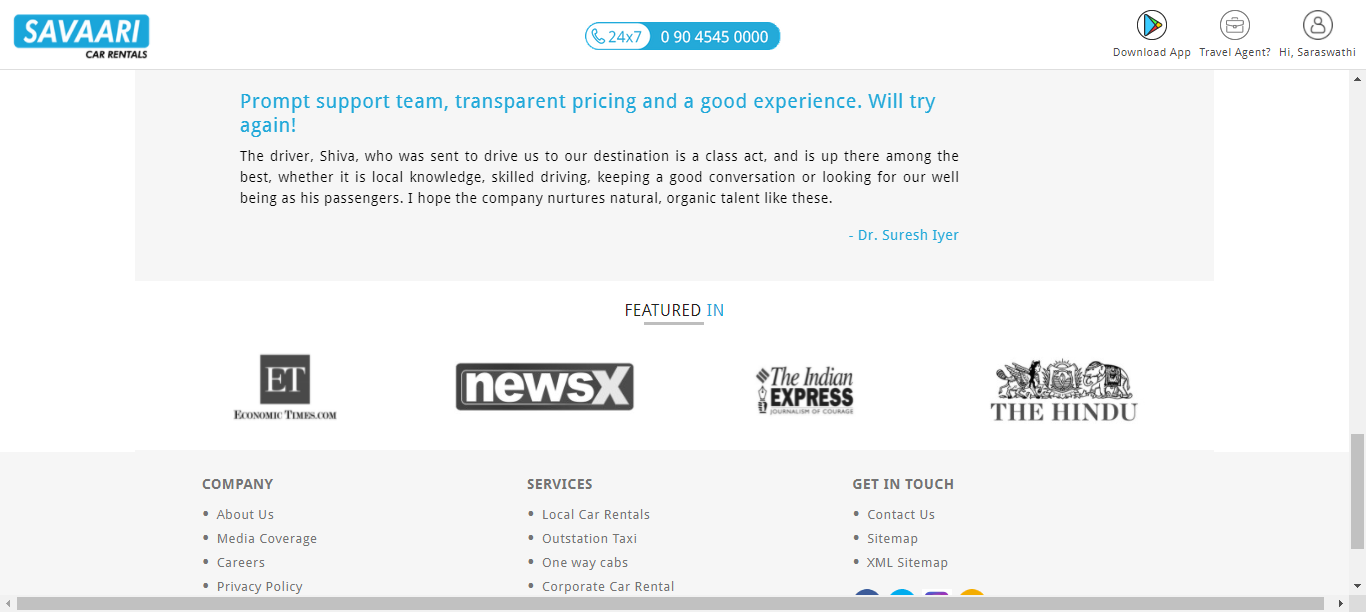 SAVAARI
CAR RENTALS
24x7 0 90 4545 0000
Download App Travel Agent? Hi, Saraswathi
Prompt support team, transparent pricing and a good experience. Will try
again!
The driver, Shiva, who was sent to drive us to our destination is a class act, and is up there among the
best, whether it is local knowledge, skilled driving, keeping a good conversation or looking for our well
being as his passengers. I hope the company nurtures natural, organic talent like these.
- Dr. Suresh Iyer
FEATURED IN
ET
ECONOMIC TIMES.COM
newsX
The Indian
EXPRESS
JOURNALISM OF COURAGE
THE HINDU
COMPANY
• About Us
• Media Coverage
• Careers
• Privacy Policy
SERVICES
• Local Car Rentals
• Outstation Taxi
• One way cabs
• Corporate Car Rental
GET IN TOUCH
• Contact Us
• Sitemap
• XML Sitemap